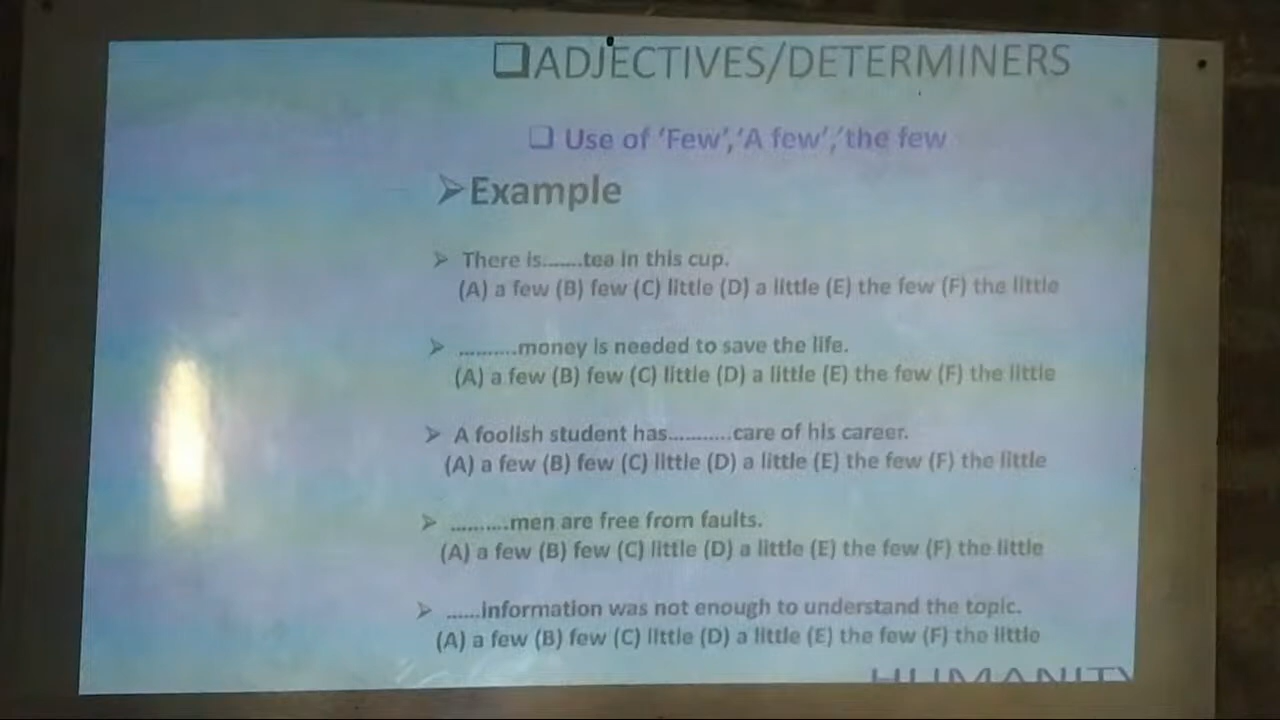 ❑ADJECTIVES/DETERMINERS
❑ Use of ‘Few’,‘A few’,‘the few
➢Example
➢ There is.......tea in this cup.
(A) a few (B) few (C) little (D) a little (E) the few (F) the little
➢ ..........money is needed to save the life.
(A) a few (B) few (C) little (D) a little (E) the few (F) the little
➢ A foolish student has...........care of his career.
(A) a few (B) few (C) little (D) a little (E) the few (F) the little
➢ ..........men are free from faults.
(A) a few (B) few (C) little (D) a little (E) the few (F) the little
➢ ......information was not enough to understand the topic.
(A) a few (B) few (C) little (D) a little (E) the few (F) the little
HUMANITY